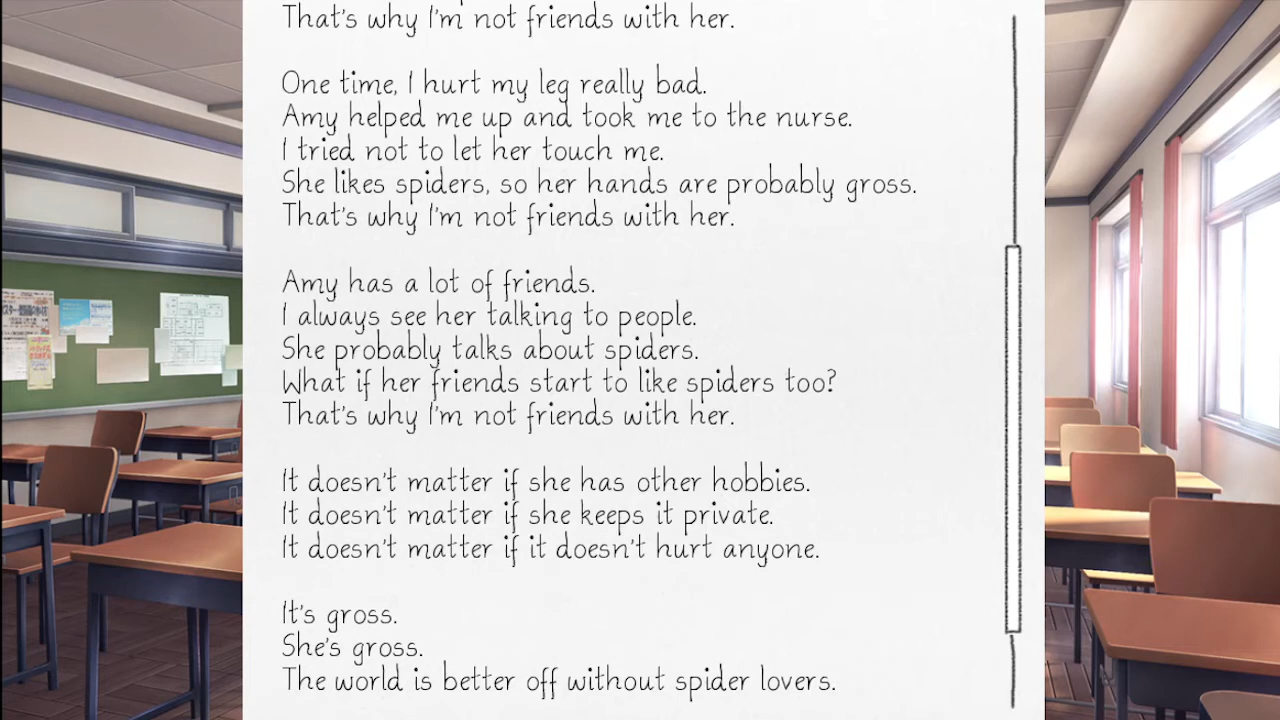 That's why I'm not friends with her.
One time, I hurt my leg really bad.
Amy helped me up and took me to the nurse.
I tried not to let her touch me.
She likes spiders, so her hands are probably gross.
That's why I'm not friends with her.
Amy has a lot of friends.
I always see her talking to people.
She probably talks about spiders.
What if her friends start to like spiders too?
That's why I'm not friends with her.
It doesn't matter if she has other hobbies.
It doesn't matter if she keeps it private.
It doesn't matter if it doesn't hurt anyone.
It's gross.
She's gross.
The world is better off without spider lovers.